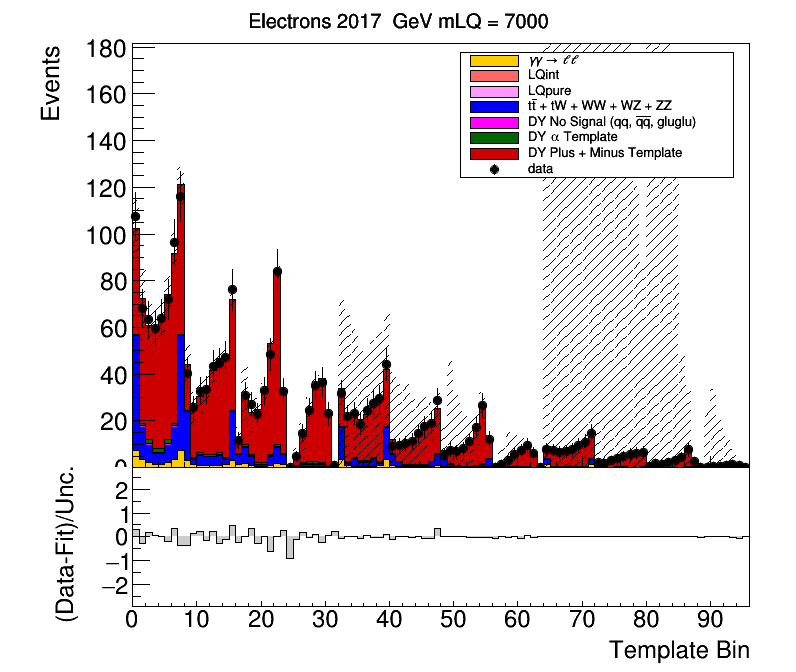 Electrons 2017 GeV mLQ = 7000
Events
180
160
140
120
100
80
60
40
20
0
γγ → ℓℓ
LQint
LQpure
tt̅ + tW + WW + WZ + ZZ
DY No Signal (qq, q̅q̅, gluglu)
DY α Template
DY Plus + Minus Template
data
(Data-Fit)/Unc.
2
1
0
−1
−2
0 10 20 30 40 50 60 70 80 90
Template Bin